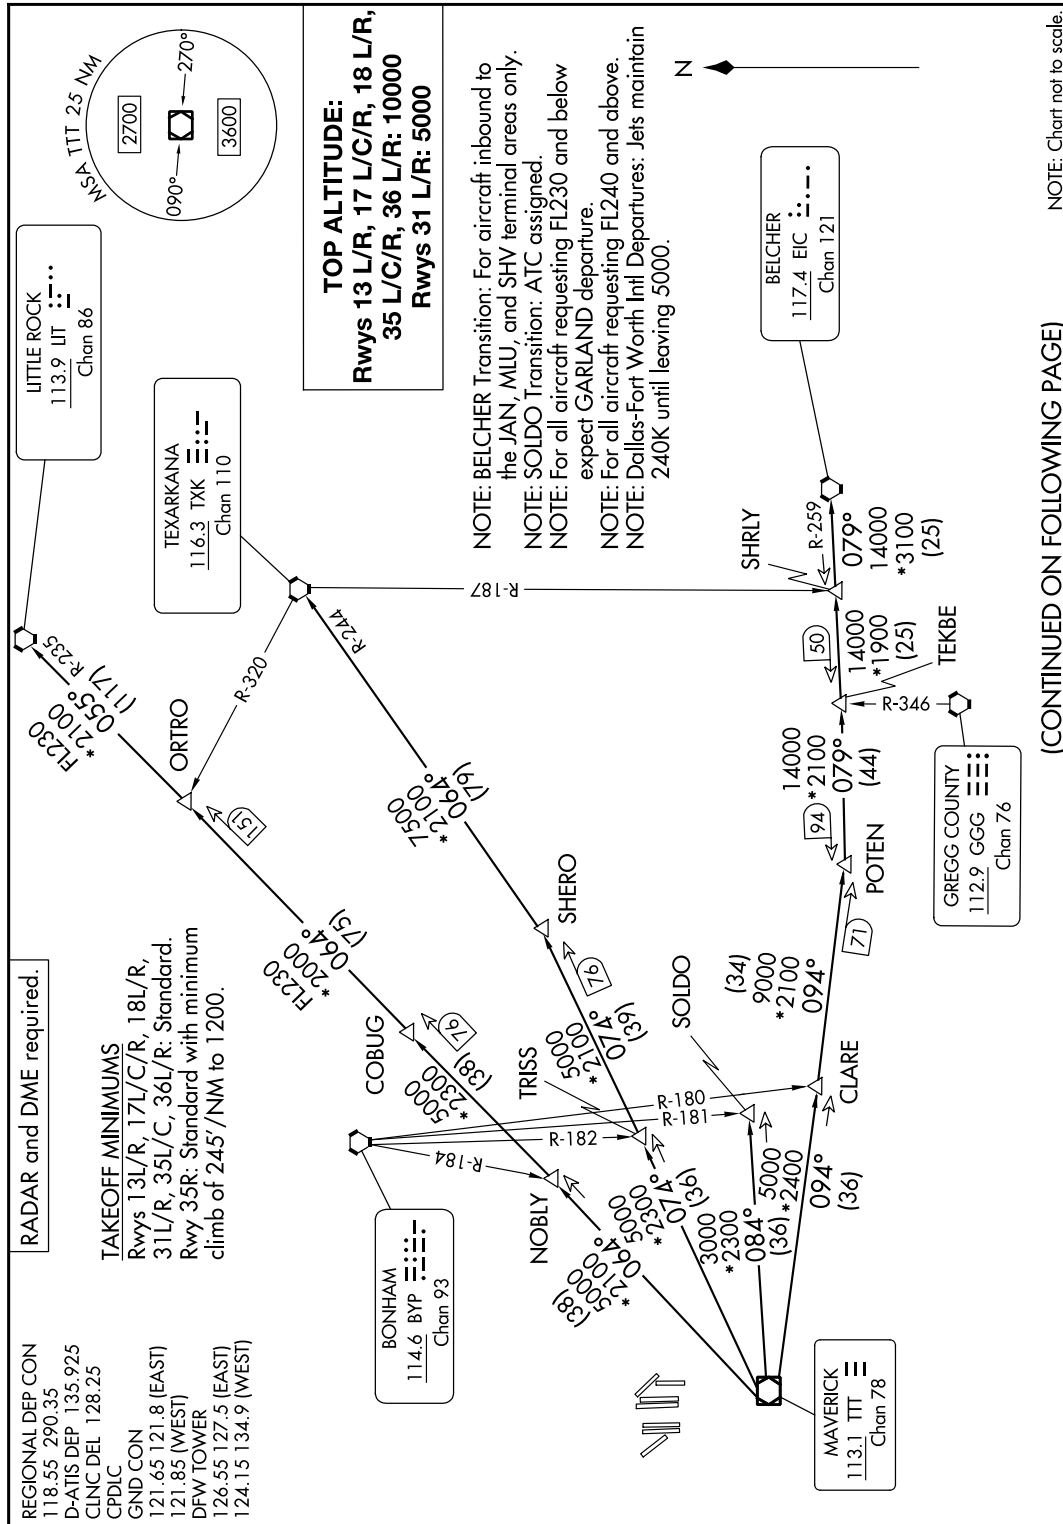 REGIONAL DEP CON
118.55 290.35
D-ATIS DEP 135.925
CLNC DEL 128.25
CPDLC
GND CON
121.65 121.8 (EAST)
121.85 (WEST)
DFW TOWER
126.55 127.5 (EAST)
124.15 134.9 (WEST)
RADAR and DME required.
TAKEOFF MINIMUMS
Rwys 13L/R, 17L/C/R, 18L/R,
31L/R, 35L/C, 36L/R: Standard.
Rwy 35R: Standard with minimum
climb of 245'/NM to 1200.
LITTLE ROCK
113.9 LIT
Chan 86
MSA TTT 25 NM
2700
090°
270°
3600
TEXARKANA
116.3 TXK
Chan 110
TOP ALTITUDE:
Rwys 13 L/R, 17 L/C/R, 18 L/R,
35 L/C/R, 36 L/R: 10000
Rwys 31 L/R: 5000
NOTE: BELCHER Transition: For aircraft inbound to
the JAN, MLU, and SHV terminal areas only.
NOTE: SOLDO Transition: ATC assigned.
NOTE: For all aircraft requesting FL230 and below
expect GARLAND departure.
NOTE: For all aircraft requesting FL240 and above.
NOTE: Dallas-Fort Worth Intl Departures: Jets maintain
240K until leaving 5000.
N
R-235
FL230
*2100
055°
(117)
ORTRO
R-320
151
FL230
*2000
064°
(75)
COBUG
76
5000
*2300
(38)
NOBLY
(38)
5000
*2100
064°
BONHAM
114.6 BYP
Chan 93
R-184
R-182
R-181
R-180
R-244
7500
*2100
064°
(79)
SHERO
76
5000
*2100
074°
(39)
TRISS
5000
*2300
074°
(36)
SOLDO
3000
*2300
084°
(36)
5000
*2400
094°
(36)
CLARE
(34)
9000
*2100
094°
71
POTEN
94
14000
*2100
079°
(44)
TEKBE
R-346
GREGG COUNTY
112.9 GGG
Chan 76
50
14000
*1900
(25)
SHRLY
R-187
R-259
079°
14000
*3100
(25)
BELCHER
117.4 EIC
Chan 121
MAVERICK
113.1 TTT
Chan 78
(CONTINUED ON FOLLOWING PAGE)
NOTE: Chart not to scale.